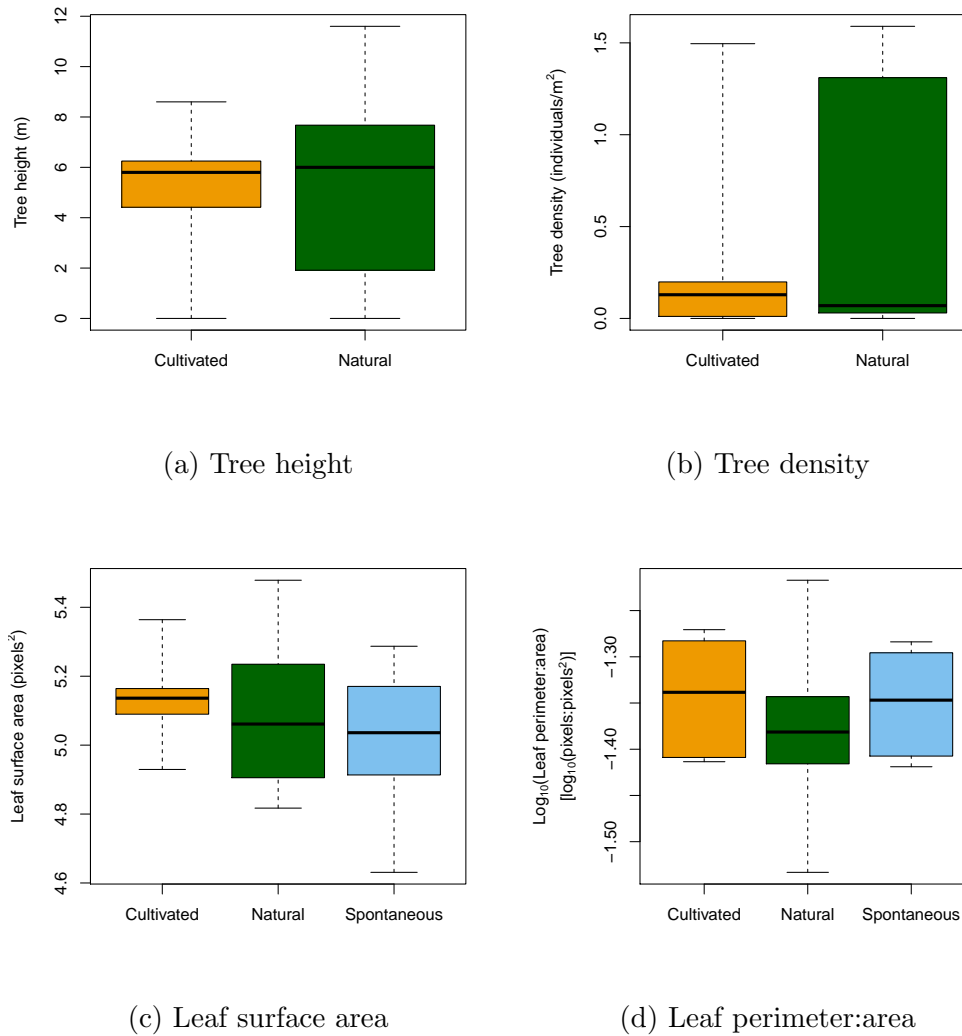 Tree height (m)
0
2
4
6
8
10
12
Cultivated
Natural
(a) Tree height
Tree density (individuals/m²)
0.0
0.5
1.0
1.5
Cultivated
Natural
(b) Tree density
Leaf surface area (pixels²)
4.6
4.8
5.0
5.2
5.4
Cultivated
Natural
Spontaneous
(c) Leaf surface area
Log₁₀(Leaf perimeter:area)
[log₁₀(pixels:pixels²)]
−1.50
−1.40
−1.30
Cultivated
Natural
Spontaneous
(d) Leaf perimeter:area